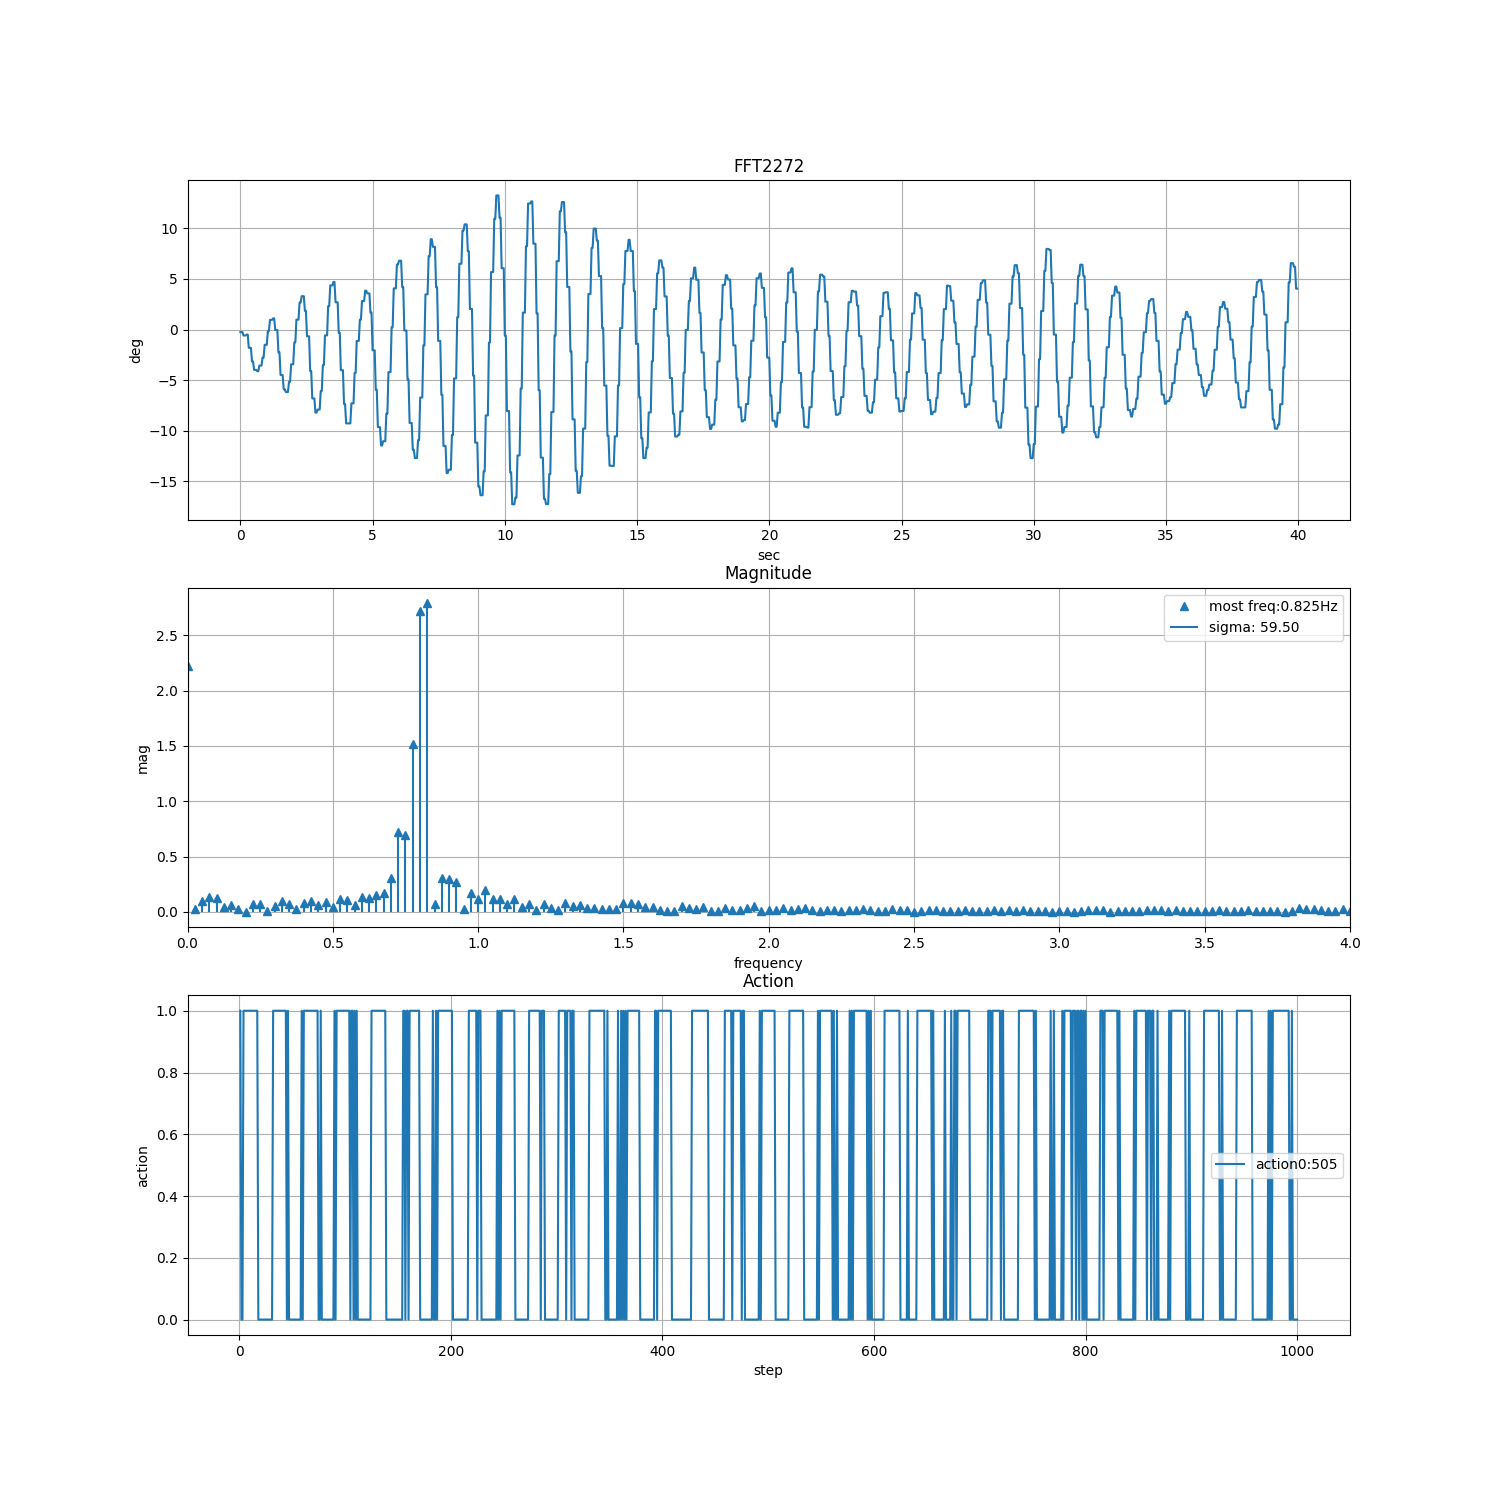 FFT2272
10
5
0
−5
−10
−15
deg
0 5 10 15 20 25 30 35 40
sec
Magnitude
most freq:0.825Hz
sigma: 59.50
2.5
2.0
1.5
1.0
0.5
0.0
mag
0.0 0.5 1.0 1.5 2.0 2.5 3.0 3.5 4.0
frequency
Action
1.0
0.8
0.6
0.4
0.2
0.0
action
action0:505
0 200 400 600 800 1000
step